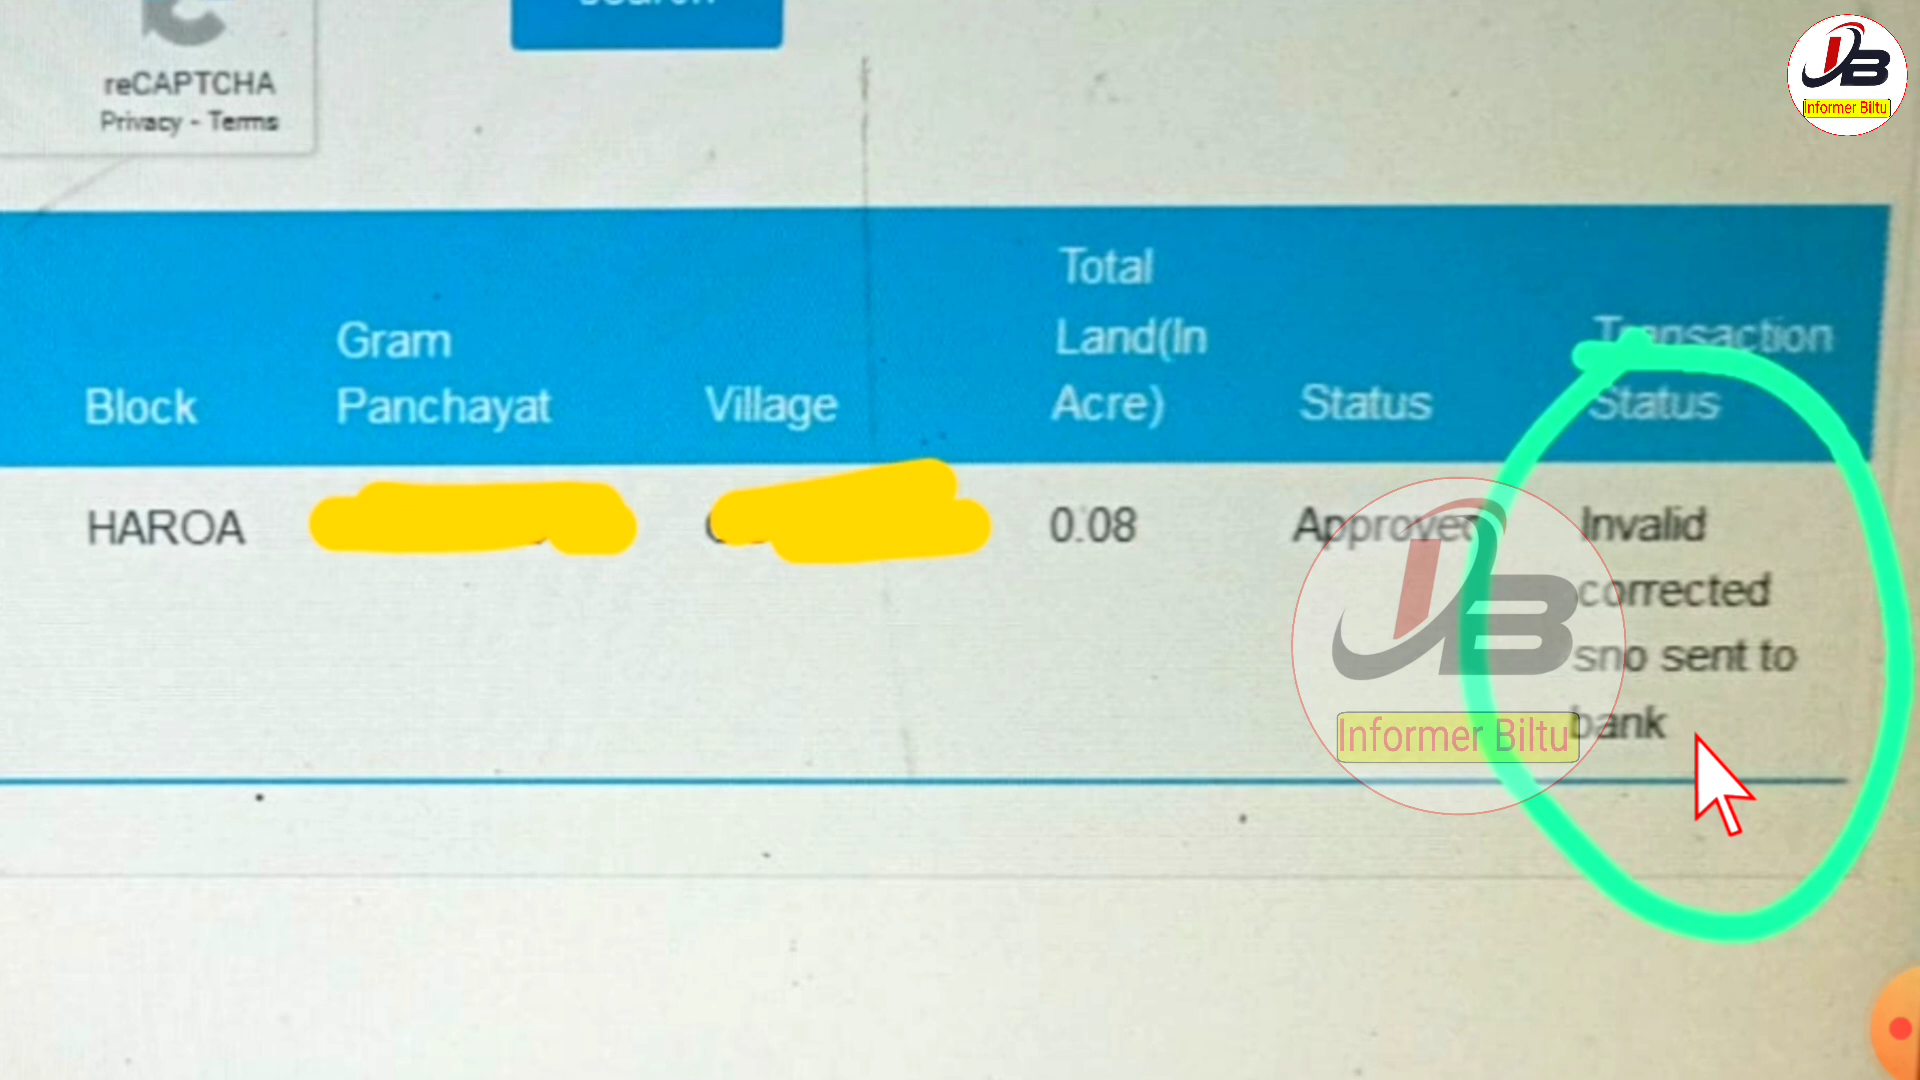 search
reCAPTCHA
Privacy - Terms
Informer Biltu
Block
Gram
Panchayat
Village
Total
Land(In
Acre)
Status
Transaction
Status
HAROA
0.08
Approved
Invalid
corrected
sno sent to
bank
Informer Biltu